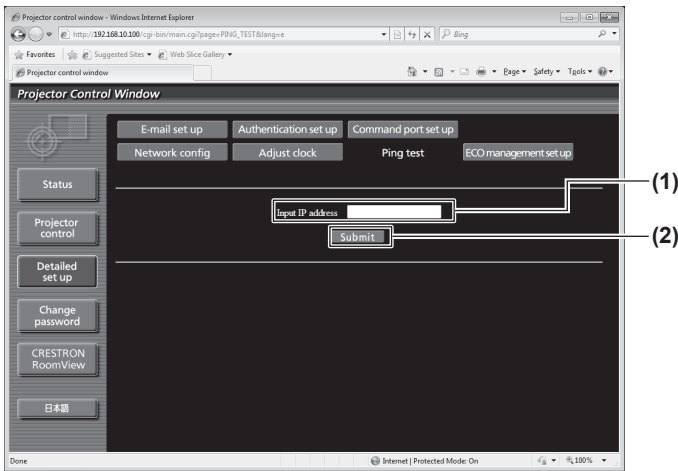 Projector control window - Windows Internet Explorer
http://192.168.10.100/cgi-bin/main.cgi?page=PING_TEST&lang=e
Bing
Favorites
Suggested Sites
Web Slice Gallery
Projector control window
Page
Safety
Tools
Projector Control Window
E-mail set up
Authentication set up
Command port set up
Network config
Adjust clock
Ping test
ECO management set up
Status
Projector
control
Detailed
set up
Change
password
CRESTRON
RoomView
日本語
Input IP address
Submit
(1)
(2)
Done
Internet | Protected Mode: On
100%